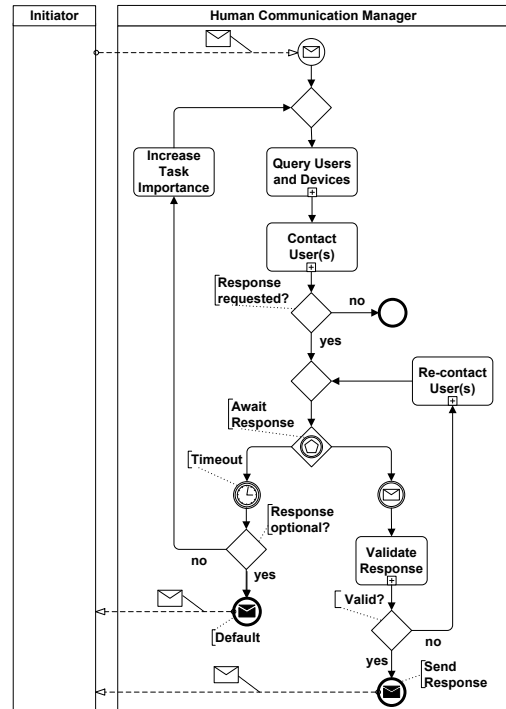 Initiator
Human Communication Manager
Increase
Task
Importance
Query Users
and Devices
Contact
User(s)
Response
requested?
no
yes
Re-contact
User(s)
Await
Response
Timeout
Response
optional?
no
yes
Validate
Response
Valid?
no
yes
Default
Send
Response